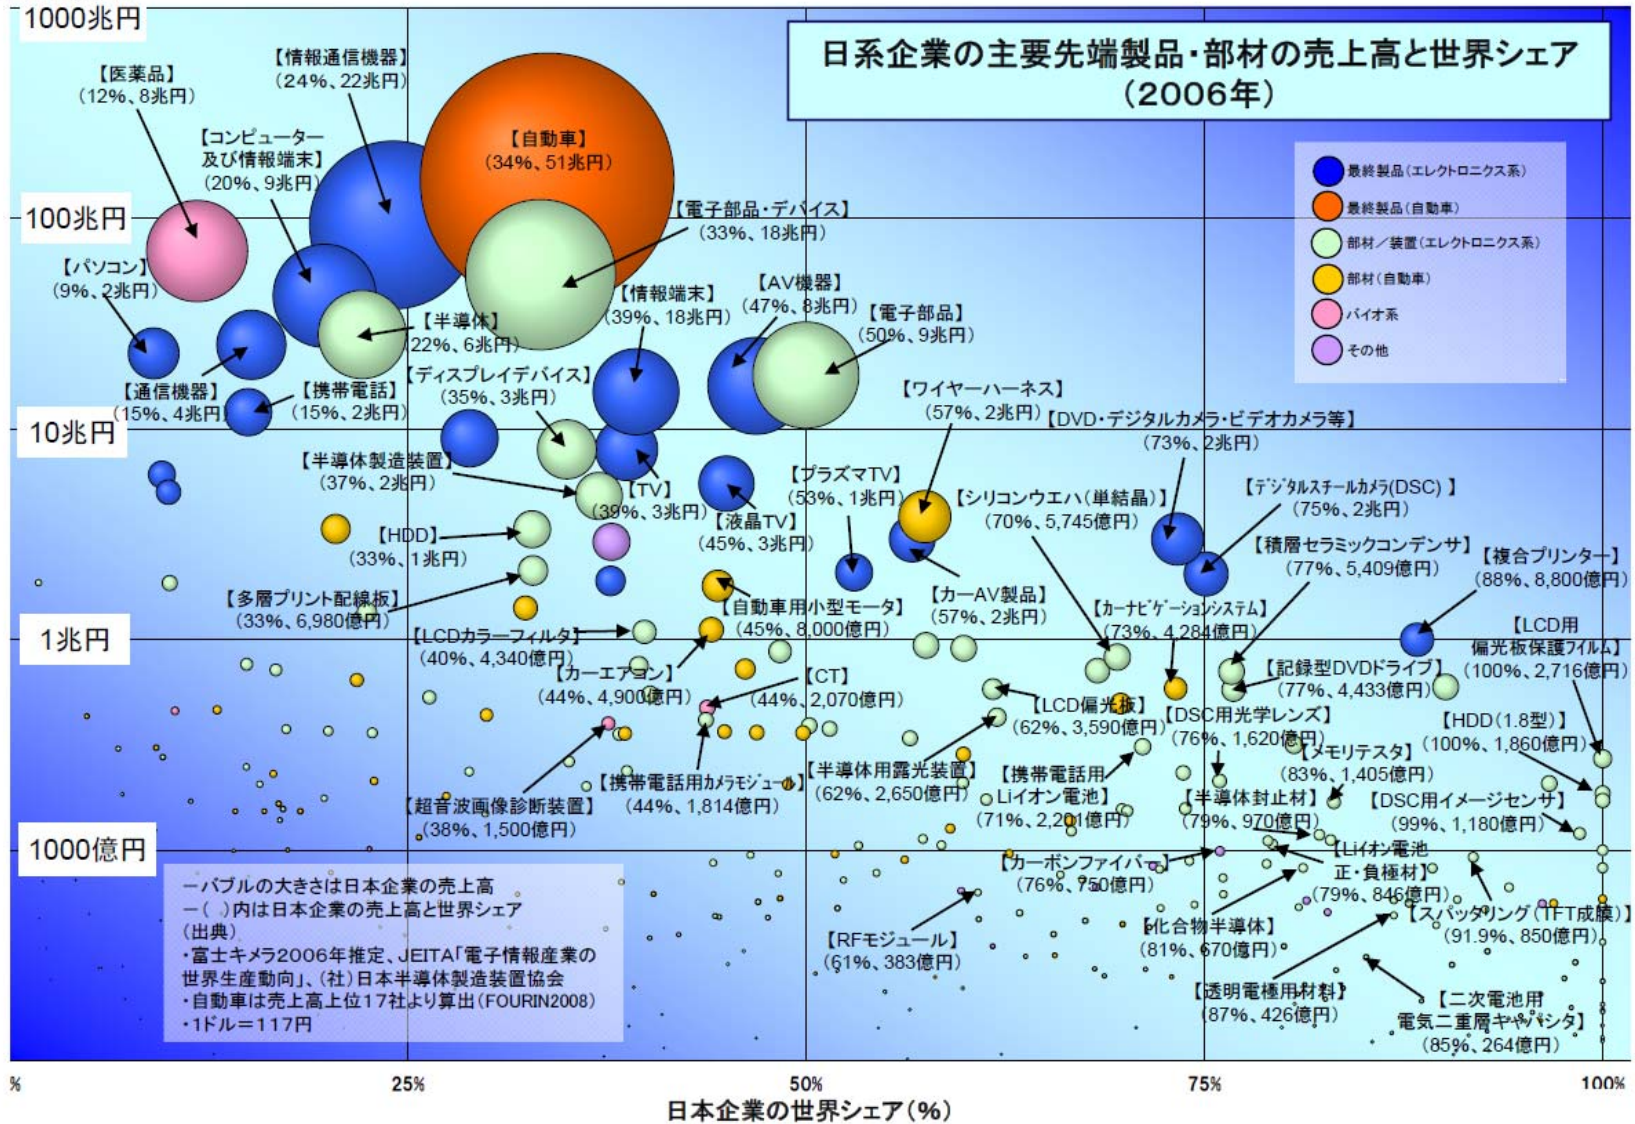 日系企業の主要先端製品・部材の売上高と世界シェア
(2006年)
1000兆円
100兆円
10兆円
1兆円
1000億円
最終製品(エレクトロニクス系)
最終製品(自動車)
部材/装置(エレクトロニクス系)
部材(自動車)
バイオ系
その他
【医薬品】
(12%、8兆円)
【情報通信機器】
(24%、22兆円)
【コンピューター
及び情報端末】
(20%、9兆円)
【自動車】
(34%、51兆円)
【電子部品・デバイス】
(33%、18兆円)
【パソコン】
(9%、2兆円)
【半導体】
(22%、6兆円)
【情報端末】
(39%、18兆円)
【AV機器】
(47%、8兆円)
【電子部品】
(50%、9兆円)
【通信機器】
(15%、4兆円)
【携帯電話】
(15%、2兆円)
【ディスプレイデバイス】
(35%、3兆円)
【ワイヤーハーネス】
(57%、2兆円)
【DVD・デジタルカメラ・ビデオカメラ等】
(73%、2兆円)
【半導体製造装置】
(37%、2兆円)
【TV】
(39%、3兆円)
【液晶TV】
(45%、3兆円)
【プラズマTV】
(53%、1兆円)
【シリコンウエハ(単結晶)】
(70%、5,745億円)
【デジタルスチールカメラ(DSC) 】
(75%、2兆円)
【積層セラミックコンデンサ】
(77%、5,409億円)
【複合プリンター】
(88%、8,800億円)
【HDD】
(33%、1兆円)
【多層プリント配線板】
(33%、6,980億円)
【LCDカラーフィルタ】
(40%、4,340億円)
【自動車用小型モータ】
(45%、8,000億円)
【カーAV製品】
(57%、2兆円)
【カーナビゲーションシステム】
(73%、4,284億円)
【LCD用
偏光板保護フイルム】
(100%、2,716億円)
【カーエアコン】
(44%、4,900億円)
【CT】
(44%、2,070億円)
【記録型DVDドライブ】
(77%、4,433億円)
【LCD偏光板】
(62%、3,590億円)
【DSC用光学レンズ】
(76%、1,620億円)
【HDD(1.8型)】
(100%、1,860億円)
【超音波画像診断装置】
(38%、1,500億円)
【携帯電話用カメラモジュール】
(44%、1,814億円)
【半導体用露光装置】
(62%、2,650億円)
【携帯電話用
Liイオン電池】
(71%、2,201億円)
【メモリテスタ】
(83%、1,405億円)
【半導体封止材】
(79%、970億円)
【DSC用イメージセンサ】
(99%、1,180億円)
【カーボンファイバー】
(76%、750億円)
【Liイオン電池
正・負極材】
(79%、846億円)
【RFモジュール】
(61%、383億円)
【化合物半導体】
(81%、670億円)
【スパッタリング(TFT成膜)】
(91.9%、850億円)
【透明電極用材料】
(87%、426億円)
【二次電池用
電気二重層キャパシタ】
(85%、264億円)
-バブルの大きさは日本企業の売上高
-( )内は日本企業の売上高と世界シェア
(出典)
・富士キメラ2006年推定、JEITA「電子情報産業の
世界生産動向」、(社)日本半導体製造装置協会
・自動車は売上高上位17社より算出(FOURIN2008)
・1ドル=117円
%
25%
50%
75%
100%
日本企業の世界シェア(%)